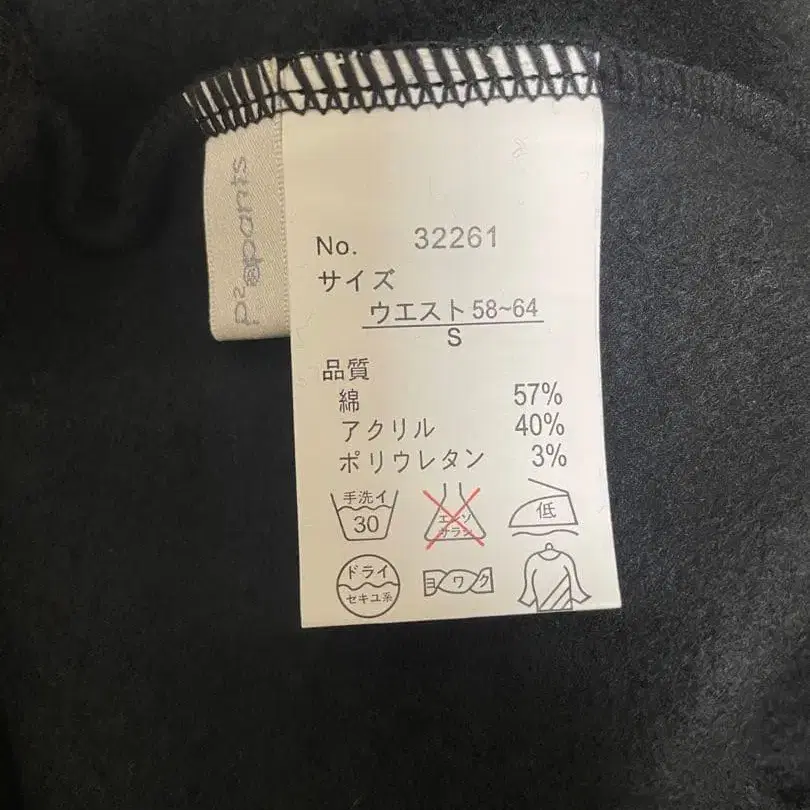 P²@pants
No. 32261
サイズ
ウエスト58~64
S
品質
綿 57%
アクリル 40%
ポリウレタン 3%
手洗イ
30
エンソ
サラシ
低
ドライ
セキユ系
ヨワク